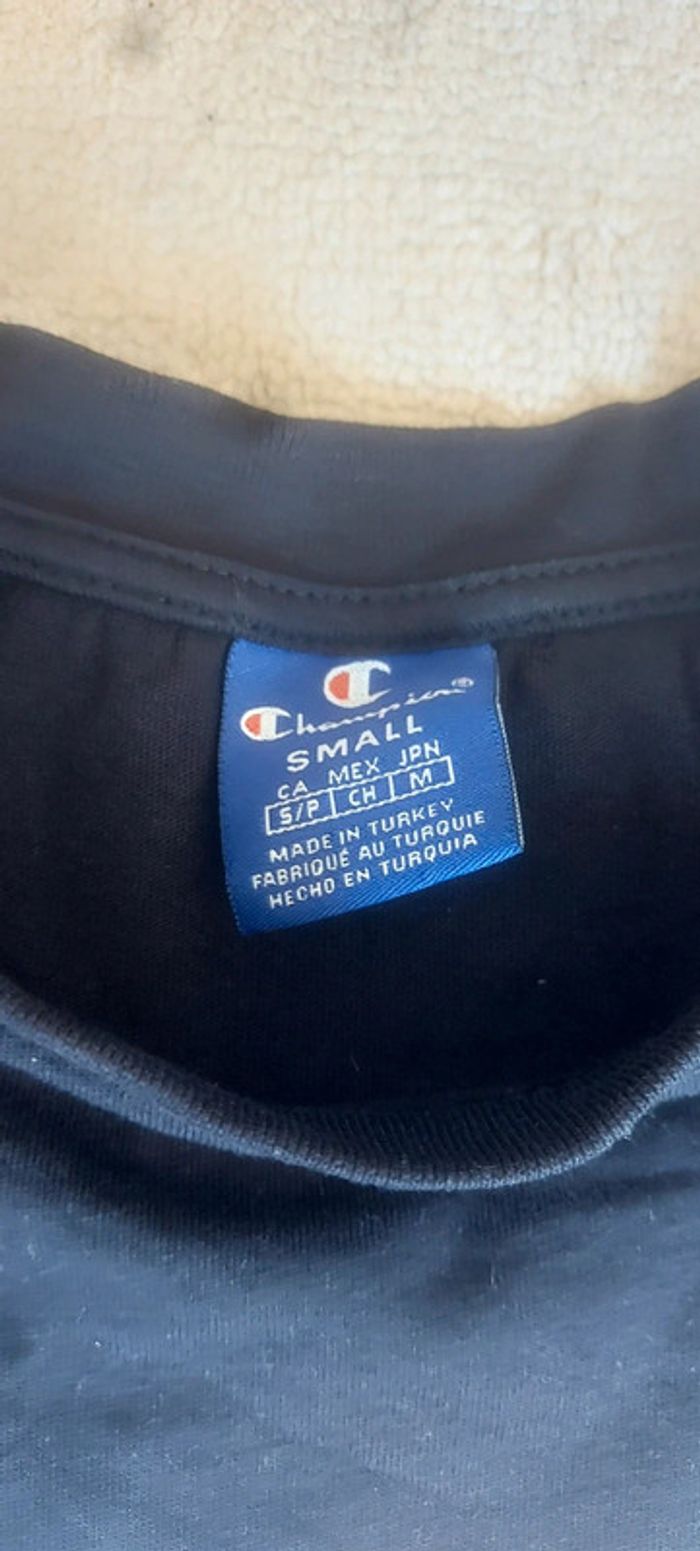 C
Champion®
SMALL
CA MEX JPN
S/P CH M
MADE IN TURKEY
FABRIQUÉ AU TURQUIE
HECHO EN TURQUIA